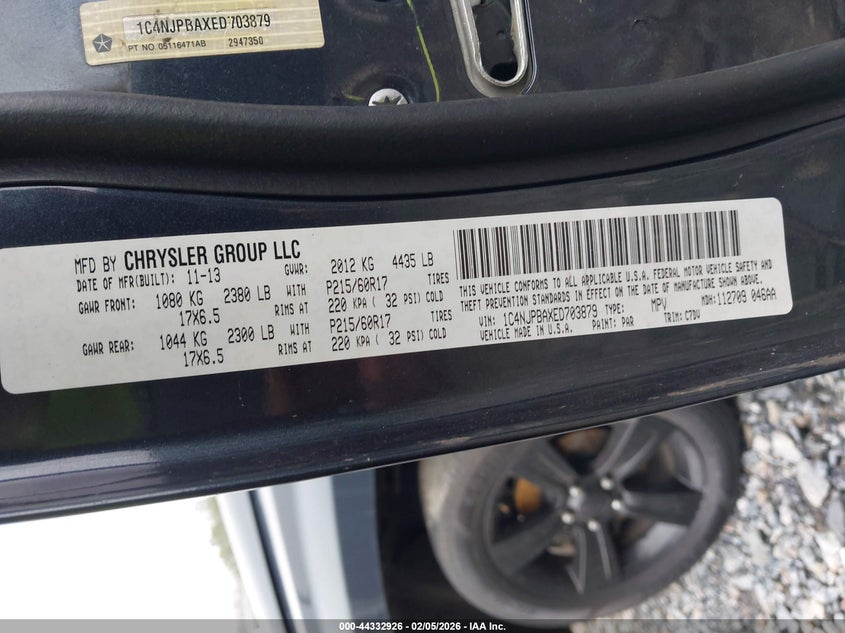 1C4NJPBAXED703879
PT NO. 05116471AB 2947350
MFD BY CHRYSLER GROUP LLC
DATE OF MFR(BUILT): 11-13 GVWR: 2012 KG 4435 LB
GAWR FRONT: 1080 KG 2380 LB WITH P215/60R17 TIRES
17X6.5 RIMS AT 220 KPA ( 32 PSI) COLD
GAWR REAR: 1044 KG 2300 LB WITH P215/60R17 TIRES
17X6.5 RIMS AT 220 KPA ( 32 PSI) COLD
THIS VEHICLE CONFORMS TO ALL APPLICABLE U.S.A. FEDERAL MOTOR VEHICLE SAFETY AND
THEFT PREVENTION STANDARDS IN EFFECT ON THE DATE OF MANUFACTURE SHOWN ABOVE.
VIN: 1C4NJPBAXED703879 TYPE: MPV MDH: 112709 046AA
VEHICLE MADE IN U.S.A. PAINT: PAR TRIM: C7DV
000-44332926 - 02/05/2026 - IAA Inc.